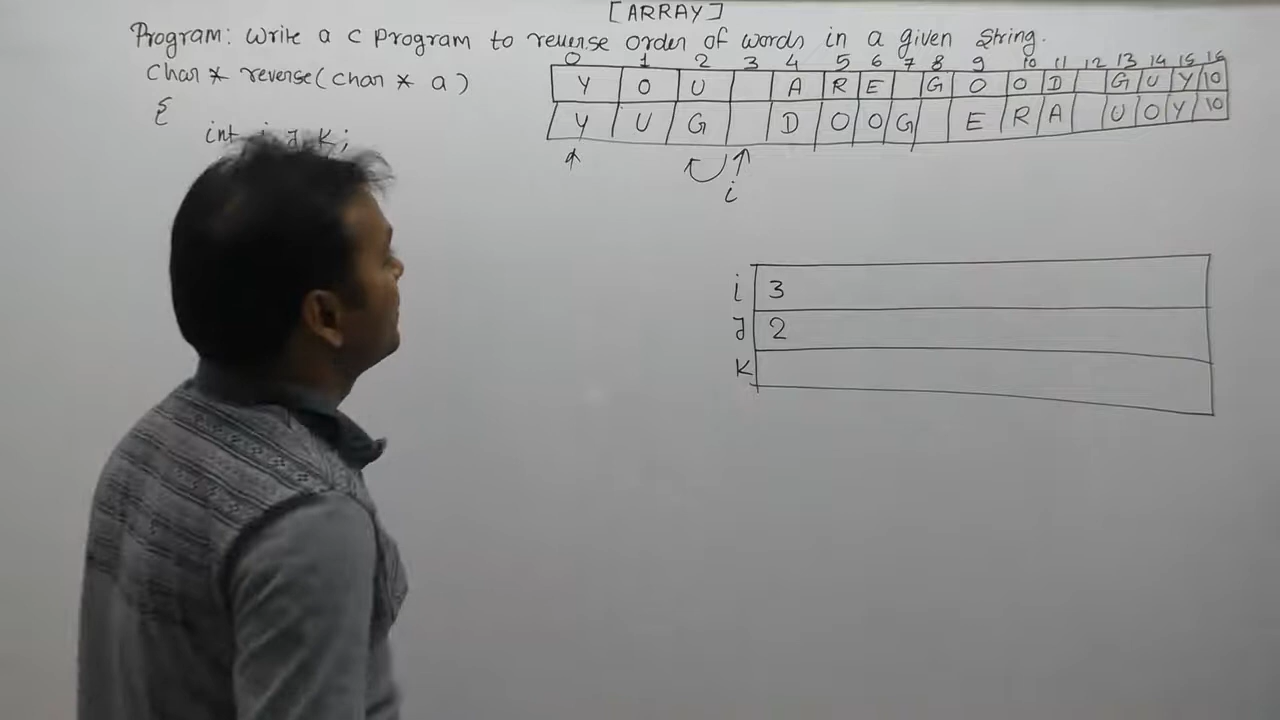 [ARRAY]
Program: Write a c program to reverse order of words in a given string.
0 1 2 3 4 5 6 7 8 9 10 11 12 13 14 15 16
char * reverse(char * a)
Y O U A R E G O O D G U Y \0
{
Y U G D O O G E R A U O Y \0
int i, J, K;
*
i
i 3
J 2
K